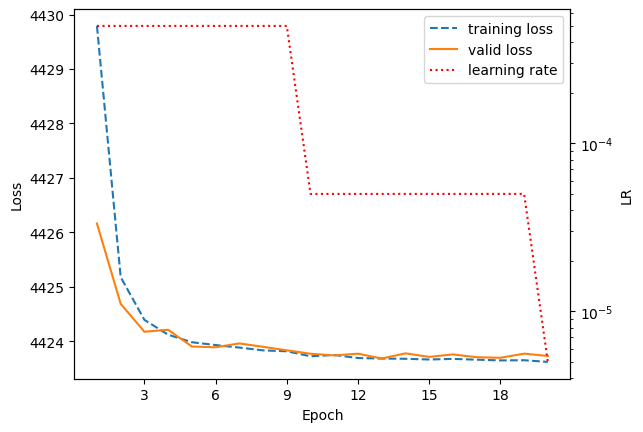 4430
4429
4428
4427
4426
4425
4424
Loss
3
6
9
12
15
18
Epoch
training loss
valid loss
learning rate
10⁻⁴
10⁻⁵
LR